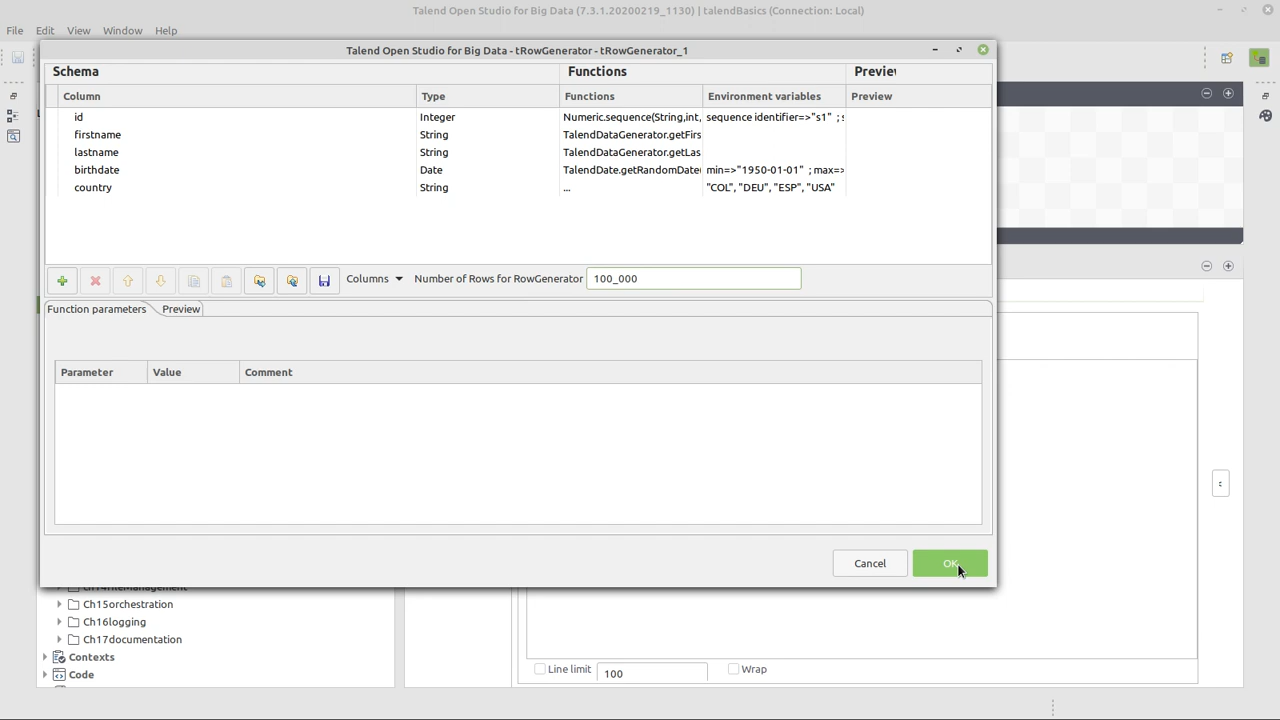 Talend Open Studio for Big Data (7.3.1.20200219_1130) | talendBasics (Connection: Local)
File Edit View Window Help
Talend Open Studio for Big Data - tRowGenerator - tRowGenerator_1
Schema Functions
Column Type Functions Environment variables Preview
id Integer Numeric.sequence(String,int, sequence identifier=>"s1" ; s
firstname String TalendDataGenerator.getFirs
lastname String TalendDataGenerator.getLas
birthdate Date TalendDate.getRandomDate( min=>"1950-01-01" ; max=>
country String ... "COL", "DEU", "ESP", "USA"
Columns Number of Rows for RowGenerator 100_000
Function parameters Preview
Parameter Value Comment
Cancel OK
Ch15orchestration
Ch16logging
Ch17documentation
Contexts
Code
Line limit 100 Wrap